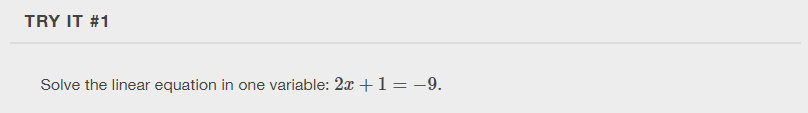 TRY IT #1
Solve the linear equation in one variable: 2x + 1 = −9.